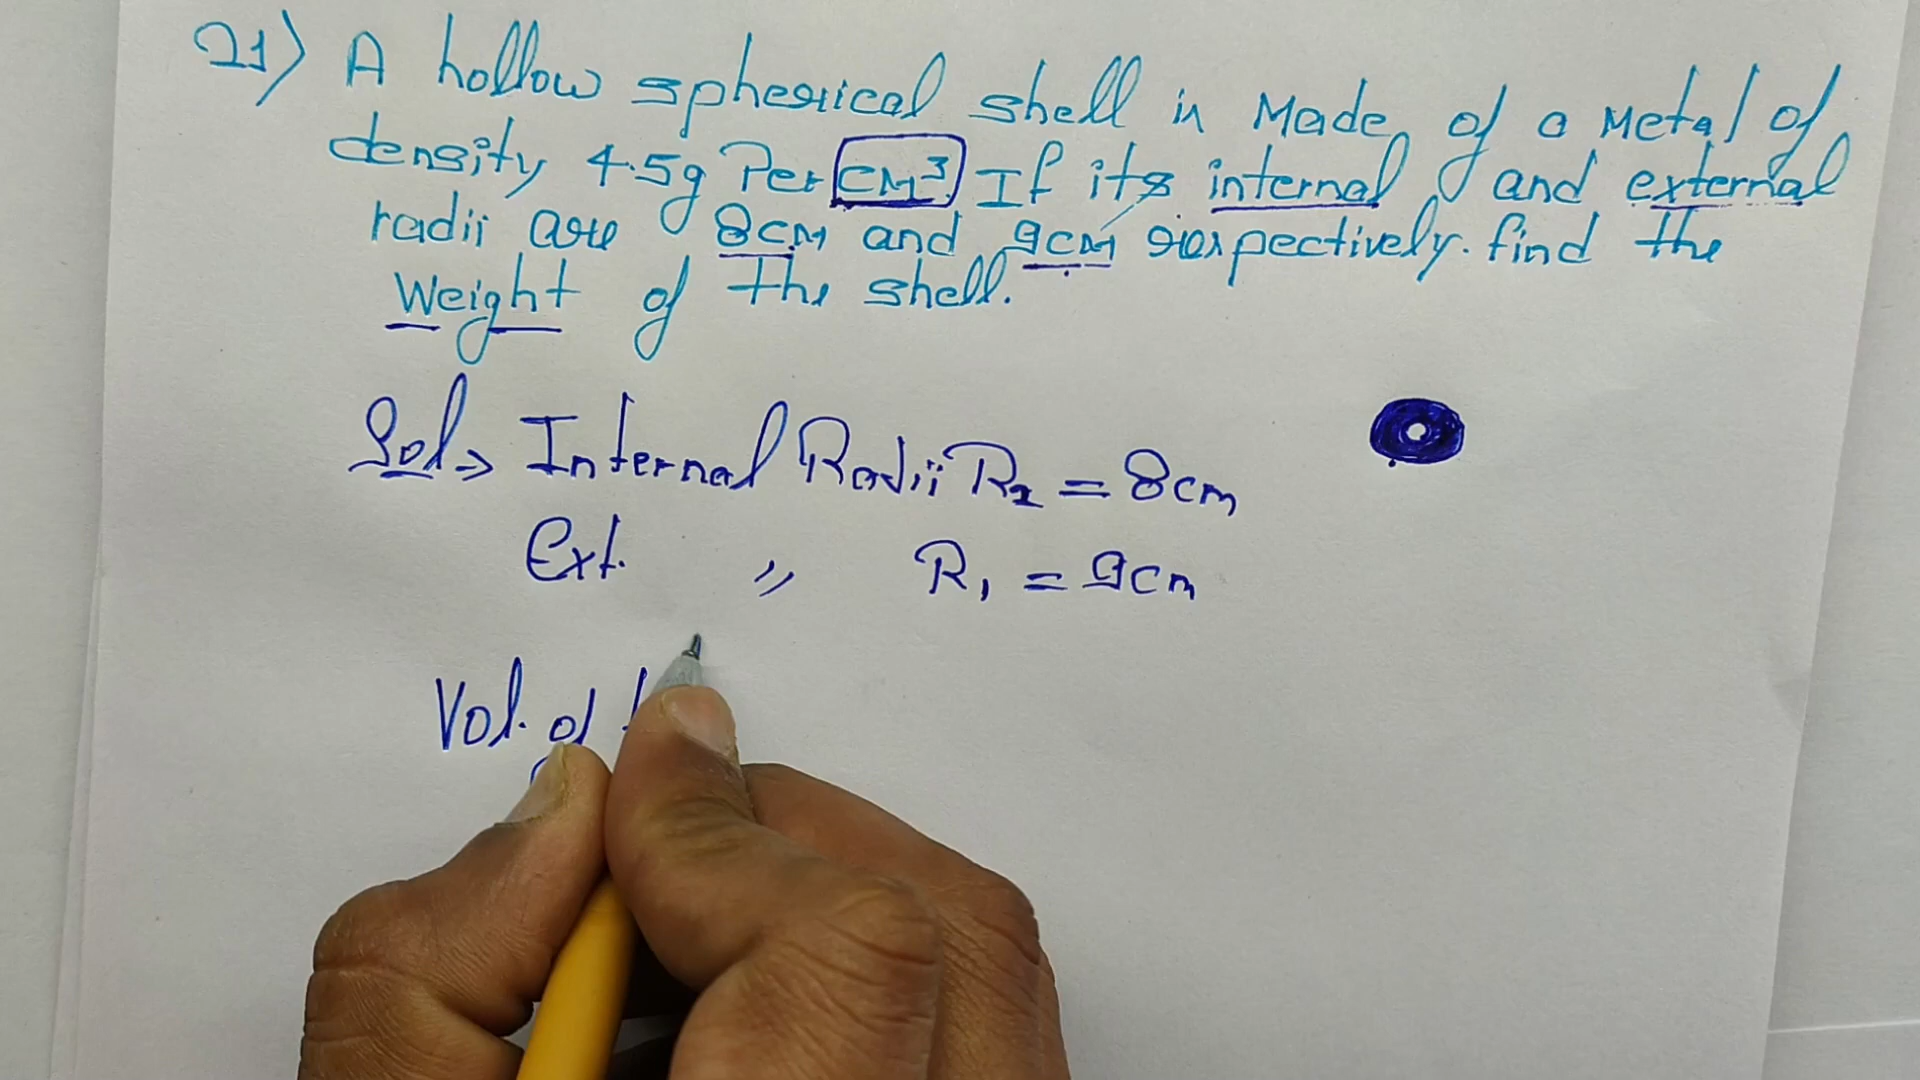 21) A hollow spherical shell is Made of a Metal of
density 4.5g Per cm³ If its internal and external
radii are 8cm and 9cm respectively. find the
Weight of the shell.
Sol⇒ Internal Radii R₂ = 8cm
Ext. 〃 R₁ = 9cm
Vol. of